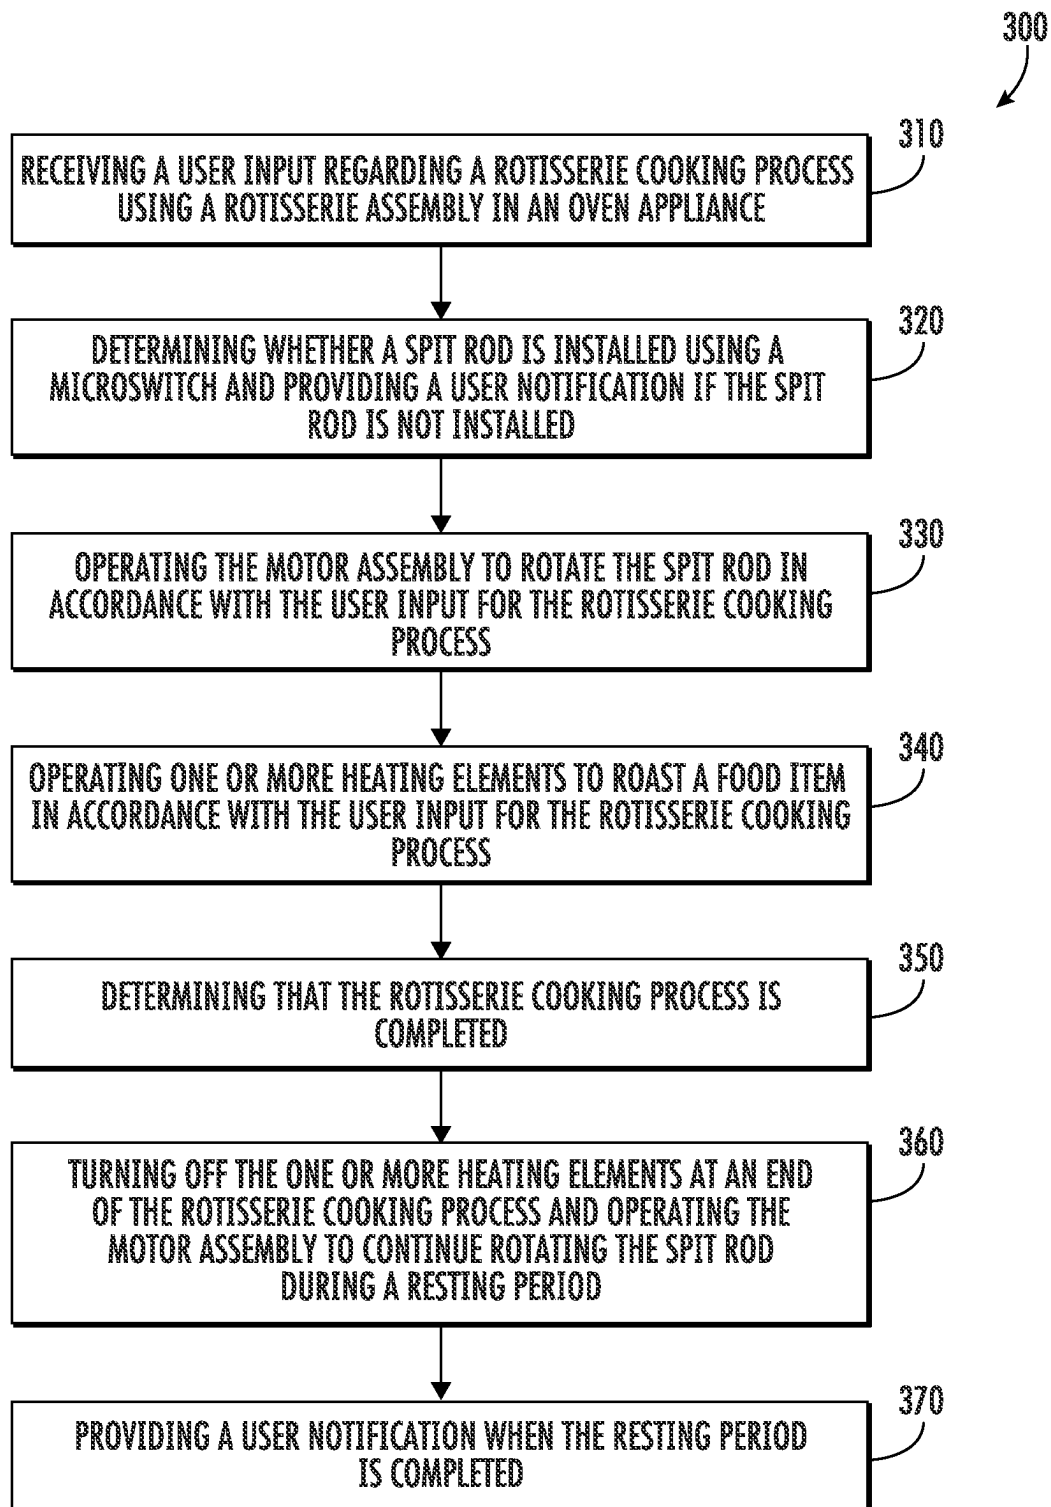 300
310
RECEIVING A USER INPUT REGARDING A ROTISSERIE COOKING PROCESS
USING A ROTISSERIE ASSEMBLY IN AN OVEN APPLIANCE
320
DETERMINING WHETHER A SPIT ROD IS INSTALLED USING A
MICROSWITCH AND PROVIDING A USER NOTIFICATION IF THE SPIT
ROD IS NOT INSTALLED
330
OPERATING THE MOTOR ASSEMBLY TO ROTATE THE SPIT ROD IN
ACCORDANCE WITH THE USER INPUT FOR THE ROTISSERIE COOKING
PROCESS
340
OPERATING ONE OR MORE HEATING ELEMENTS TO ROAST A FOOD ITEM
IN ACCORDANCE WITH THE USER INPUT FOR THE ROTISSERIE COOKING
PROCESS
350
DETERMINING THAT THE ROTISSERIE COOKING PROCESS IS
COMPLETED
360
TURNING OFF THE ONE OR MORE HEATING ELEMENTS AT AN END
OF THE ROTISSERIE COOKING PROCESS AND OPERATING THE
MOTOR ASSEMBLY TO CONTINUE ROTATING THE SPIT ROD
DURING A RESTING PERIOD
370
PROVIDING A USER NOTIFICATION WHEN THE RESTING PERIOD
IS COMPLETED